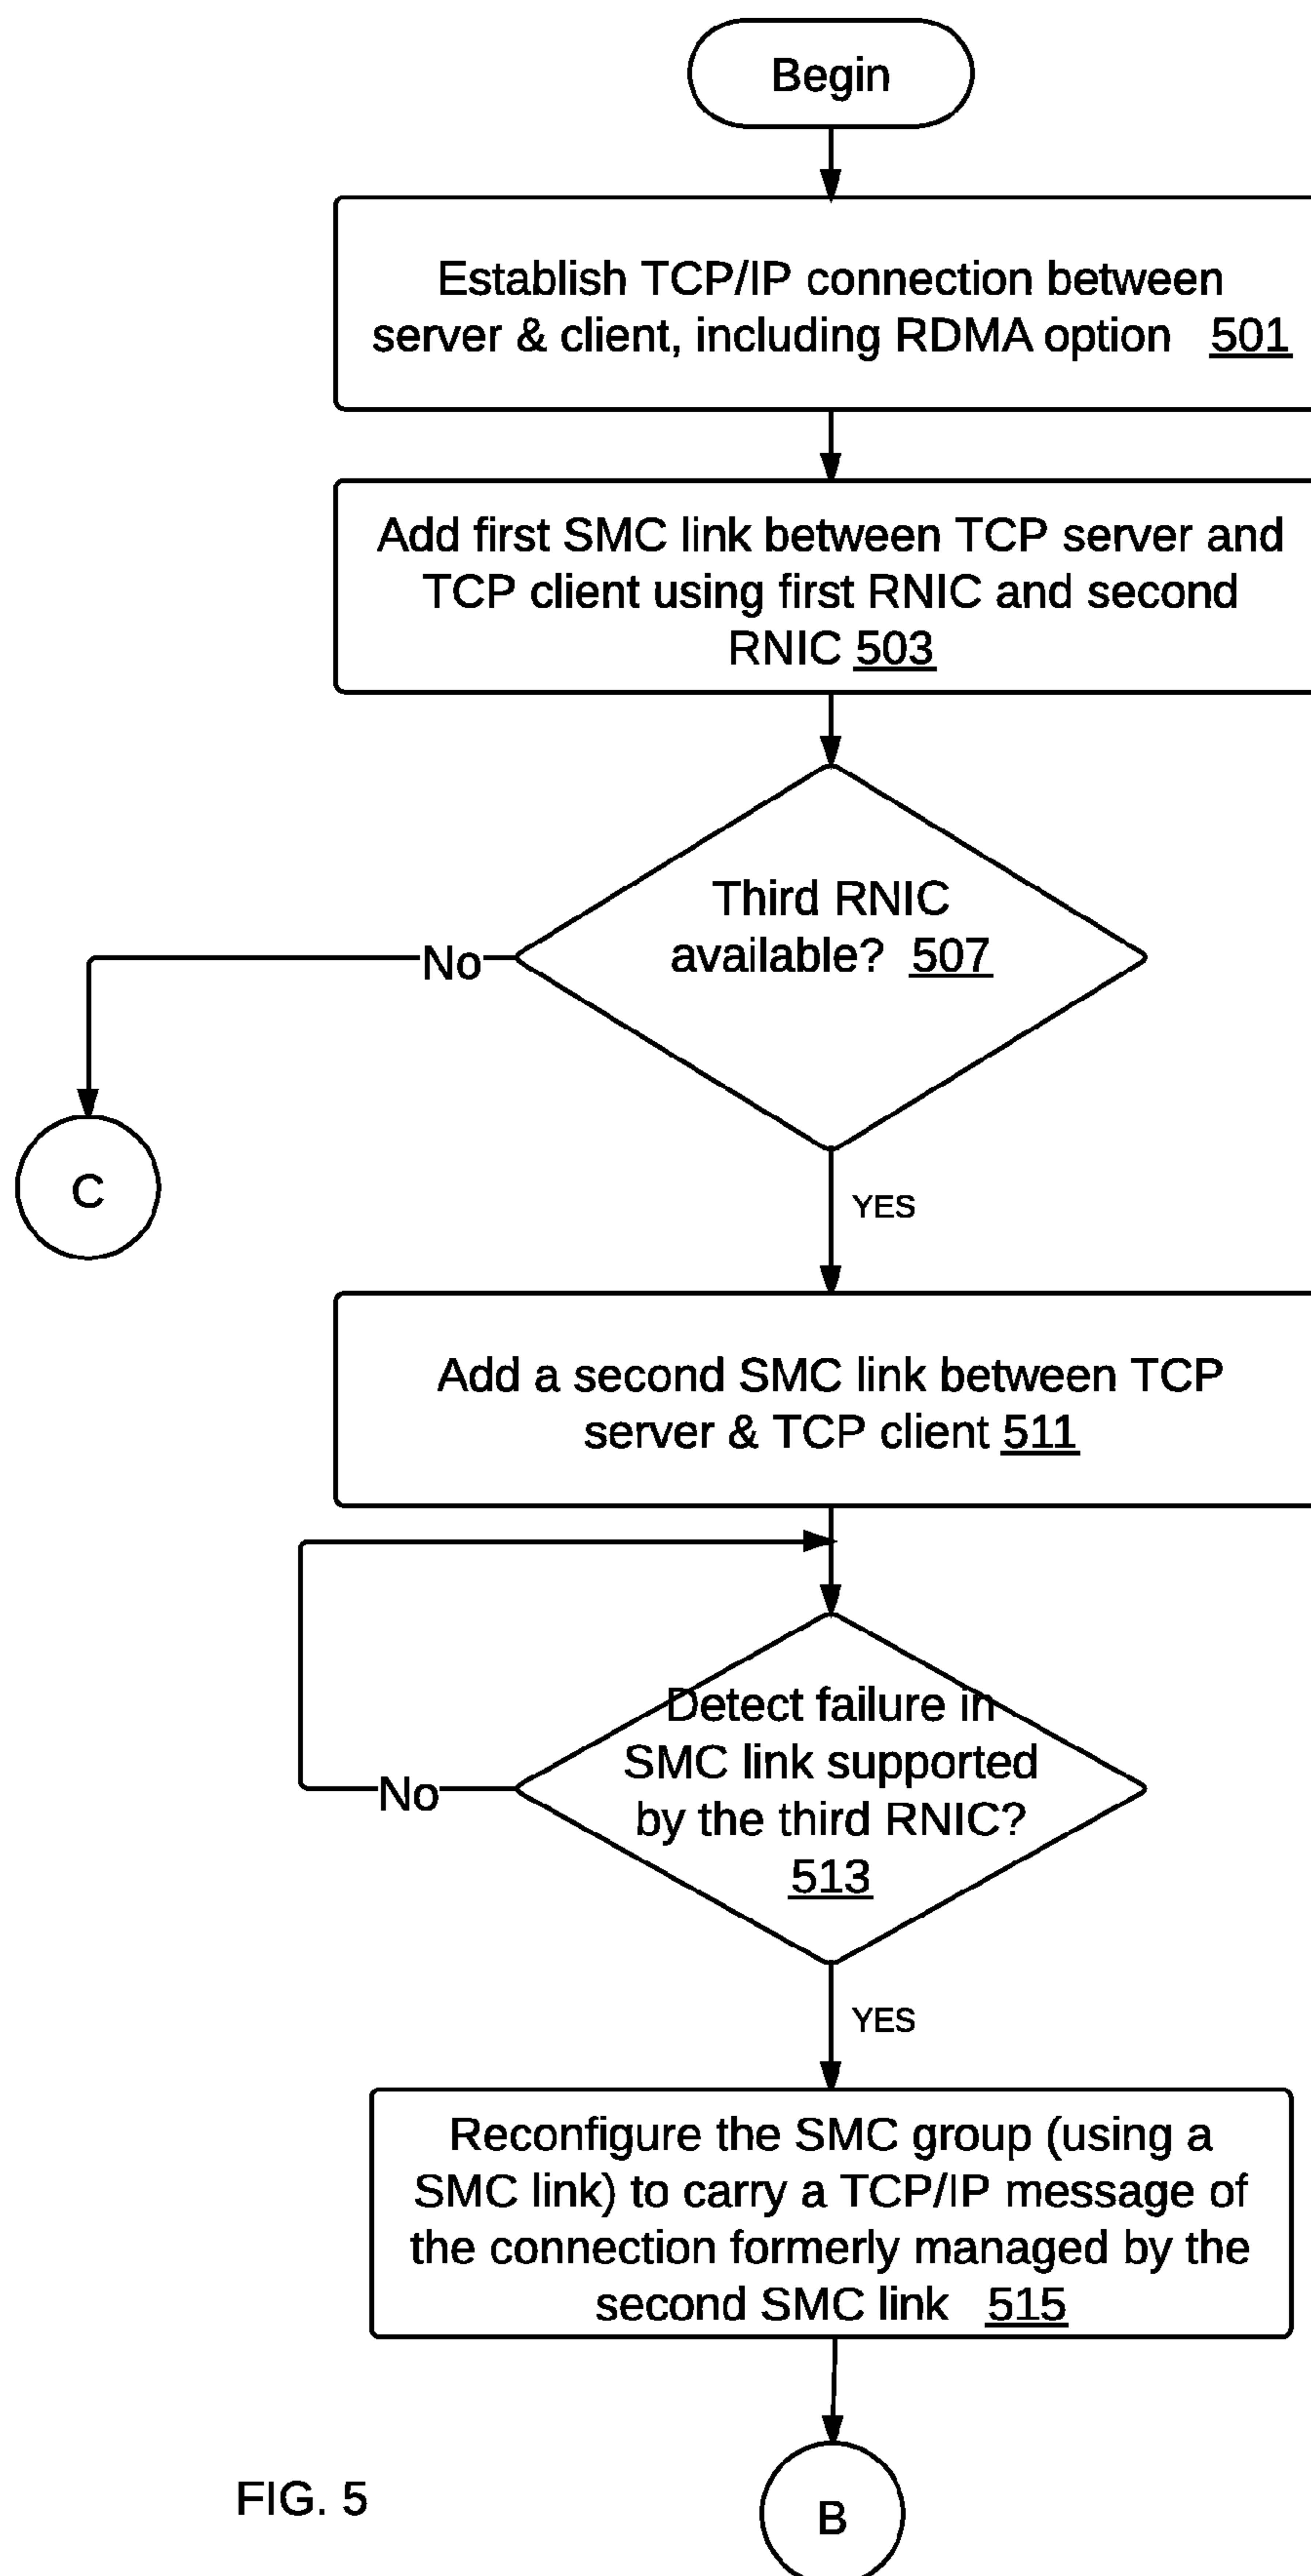 Begin
Establish TCP/IP connection between
server & client, including RDMA option 501
Add first SMC link between TCP server and
TCP client using first RNIC and second
RNIC 503
Third RNIC
available? 507
No
C
YES
Add a second SMC link between TCP
server & TCP client 511
Detect failure in
SMC link supported
by the third RNIC?
513
No
YES
Reconfigure the SMC group (using a
SMC link) to carry a TCP/IP message of
the connection formerly managed by the
second SMC link 515
FIG. 5
B